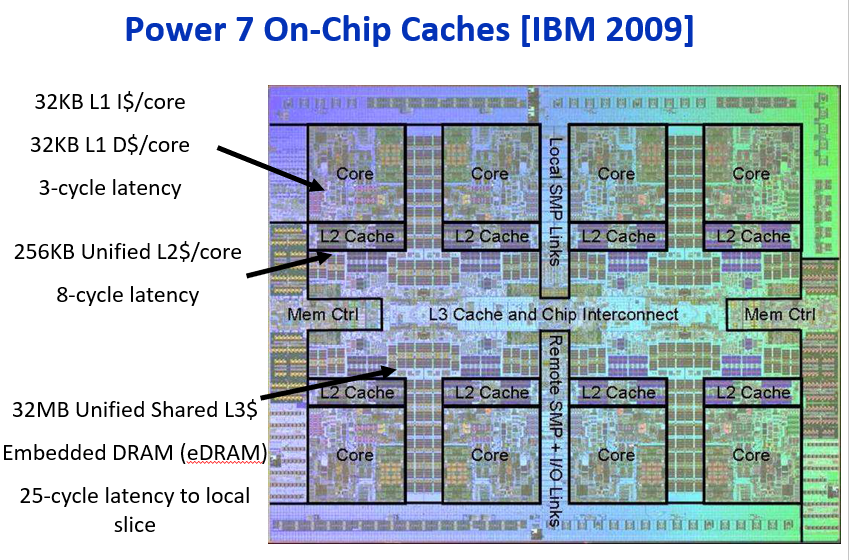 Power 7 On-Chip Caches [IBM 2009]
32KB L1 I$/core
32KB L1 D$/core
3-cycle latency
256KB Unified L2$/core
8-cycle latency
32MB Unified Shared L3$
Embedded DRAM (eDRAM)
25-cycle latency to local
slice
Core
Core
Core
Core
L2 Cache
L2 Cache
L2 Cache
L2 Cache
Local SMP Links
Mem Ctrl
L3 Cache and Chip Interconnect
Mem Ctrl
Remote SMP + I/O Links
L2 Cache
L2 Cache
L2 Cache
L2 Cache
Core
Core
Core
Core